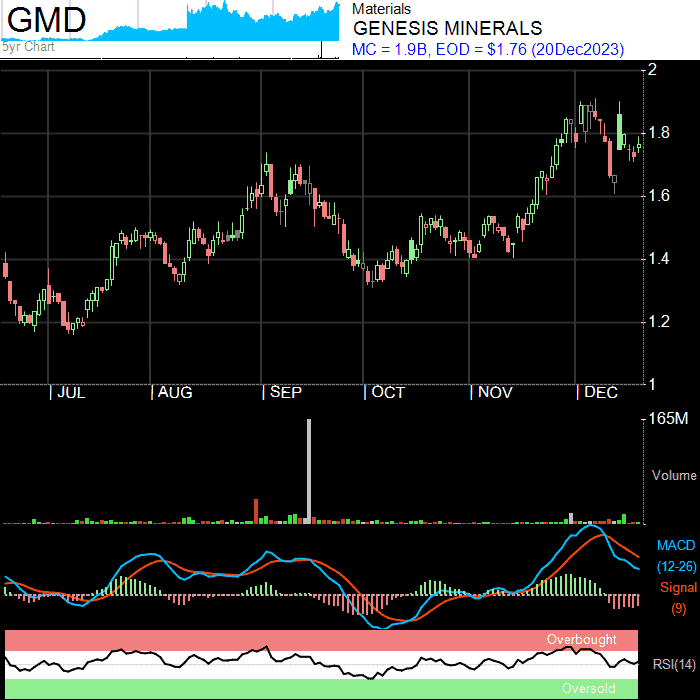 GMD
5yr Chart
Materials
GENESIS MINERALS
MC = 1.9B, EOD = $1.76 (20Dec2023)
2
1.8
1.6
1.4
1.2
1
| JUL | AUG | SEP | OCT | NOV | DEC
165M
Volume
MACD
(12-26)
Signal
(9)
Overbought
RSI(14)
Oversold